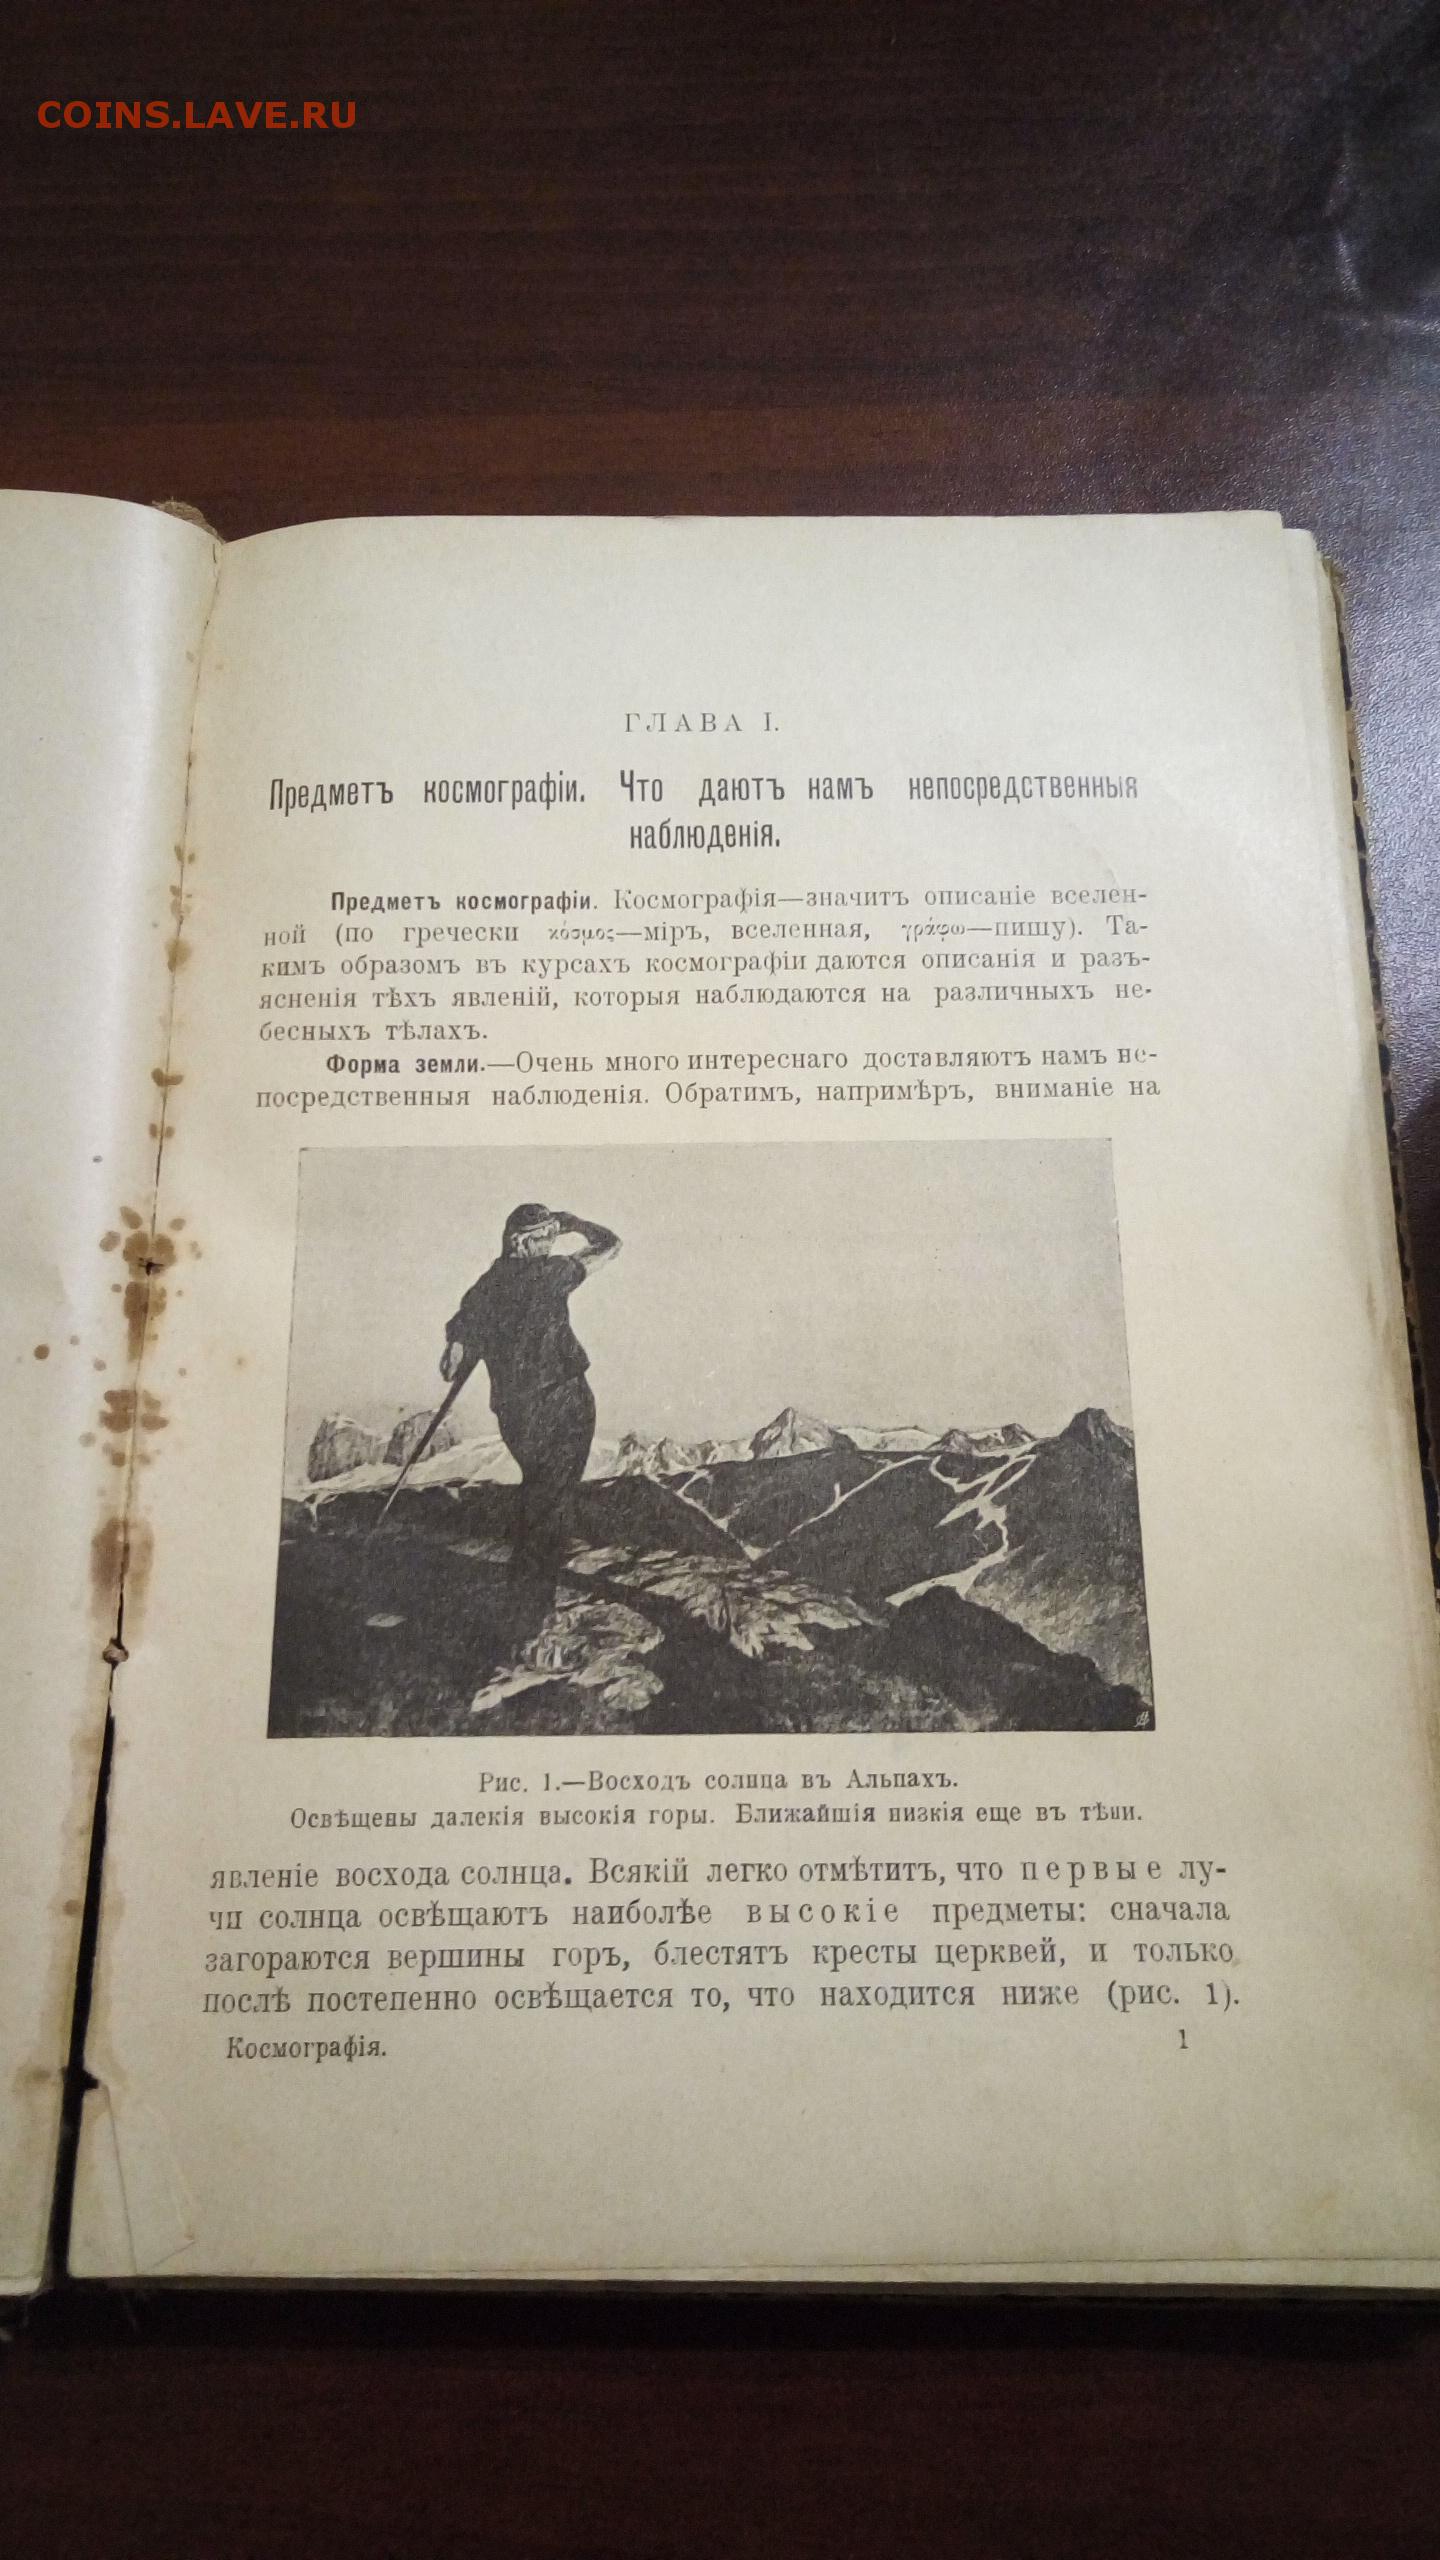 COINS.LAVE.RU
ГЛАВА I.
Предметъ космографіи. Что даютъ намъ непосредственныя
наблюденія.
Предметъ космографіи. Космографія—значитъ описаніе вселен-
ной (по гречески κόσμος—міръ, вселенная, γράφω—пишу). Та-
кимъ образомъ въ курсахъ космографіи даются описанія и разъ-
ясненія тѣхъ явленій, которыя наблюдаются на различныхъ не-
бесныхъ тѣлахъ.
Форма земли.—Очень много интереснаго доставляютъ намъ не-
посредственныя наблюденія. Обратимъ, напримѣръ, вниманіе на
Рис. 1.—Восходъ солнца въ Альпахъ.
Освѣщены далекія высокія горы. Ближайшія низкія еще въ тѣни.
явленіе восхода солнца. Всякій легко отмѣтитъ, что первые лу-
чи солнца освѣщаютъ наиболѣе высокіе предметы: сначала
загораются вершины горъ, блестятъ кресты церквей, и только
послѣ постепенно освѣщается то, что находится ниже (рис. 1).
Космографія. 1